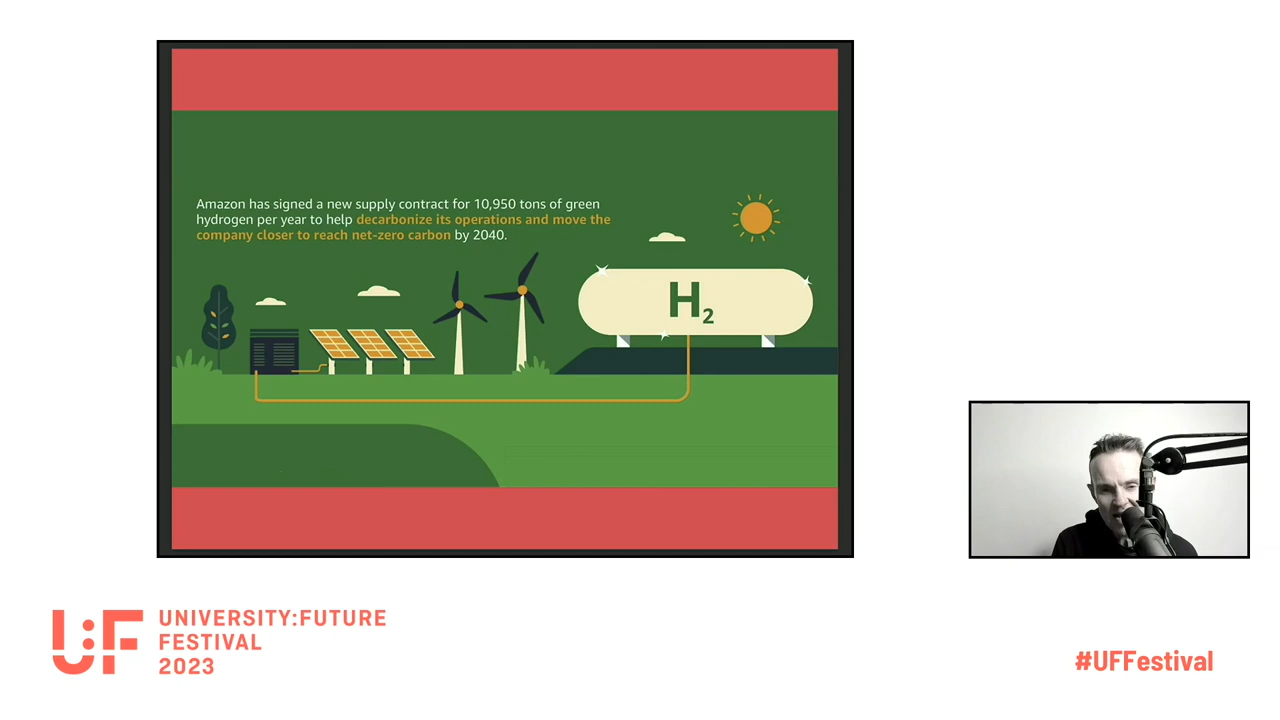 Amazon has signed a new supply contract for 10,950 tons of green
hydrogen per year to help decarbonize its operations and move the
company closer to reach net-zero carbon by 2040.
H2
U:F
UNIVERSITY:FUTURE
FESTIVAL
2023
#UFFestival